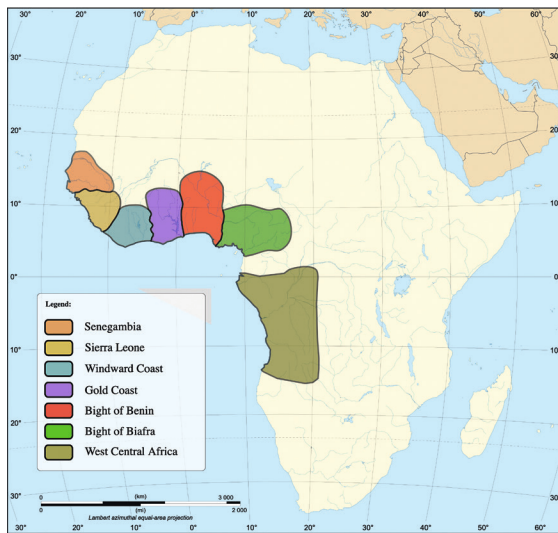 30° 20° 10° 0° 10° 20° 30° 40° 50° 60°
30° 30°
20° 20°
10° 10°
0° 0°
Legend:
Senegambia
Sierra Leone
Windward Coast
Gold Coast
Bight of Benin
Bight of Biafra
West Central Africa
10° 10°
20° 20°
30° 30°
0 (km) 3 000
0 (mi) 2 000
Lambert azimuthal equal-area projection
30° 20° 10° 0° 10° 20° 30° 40° 50° 60°